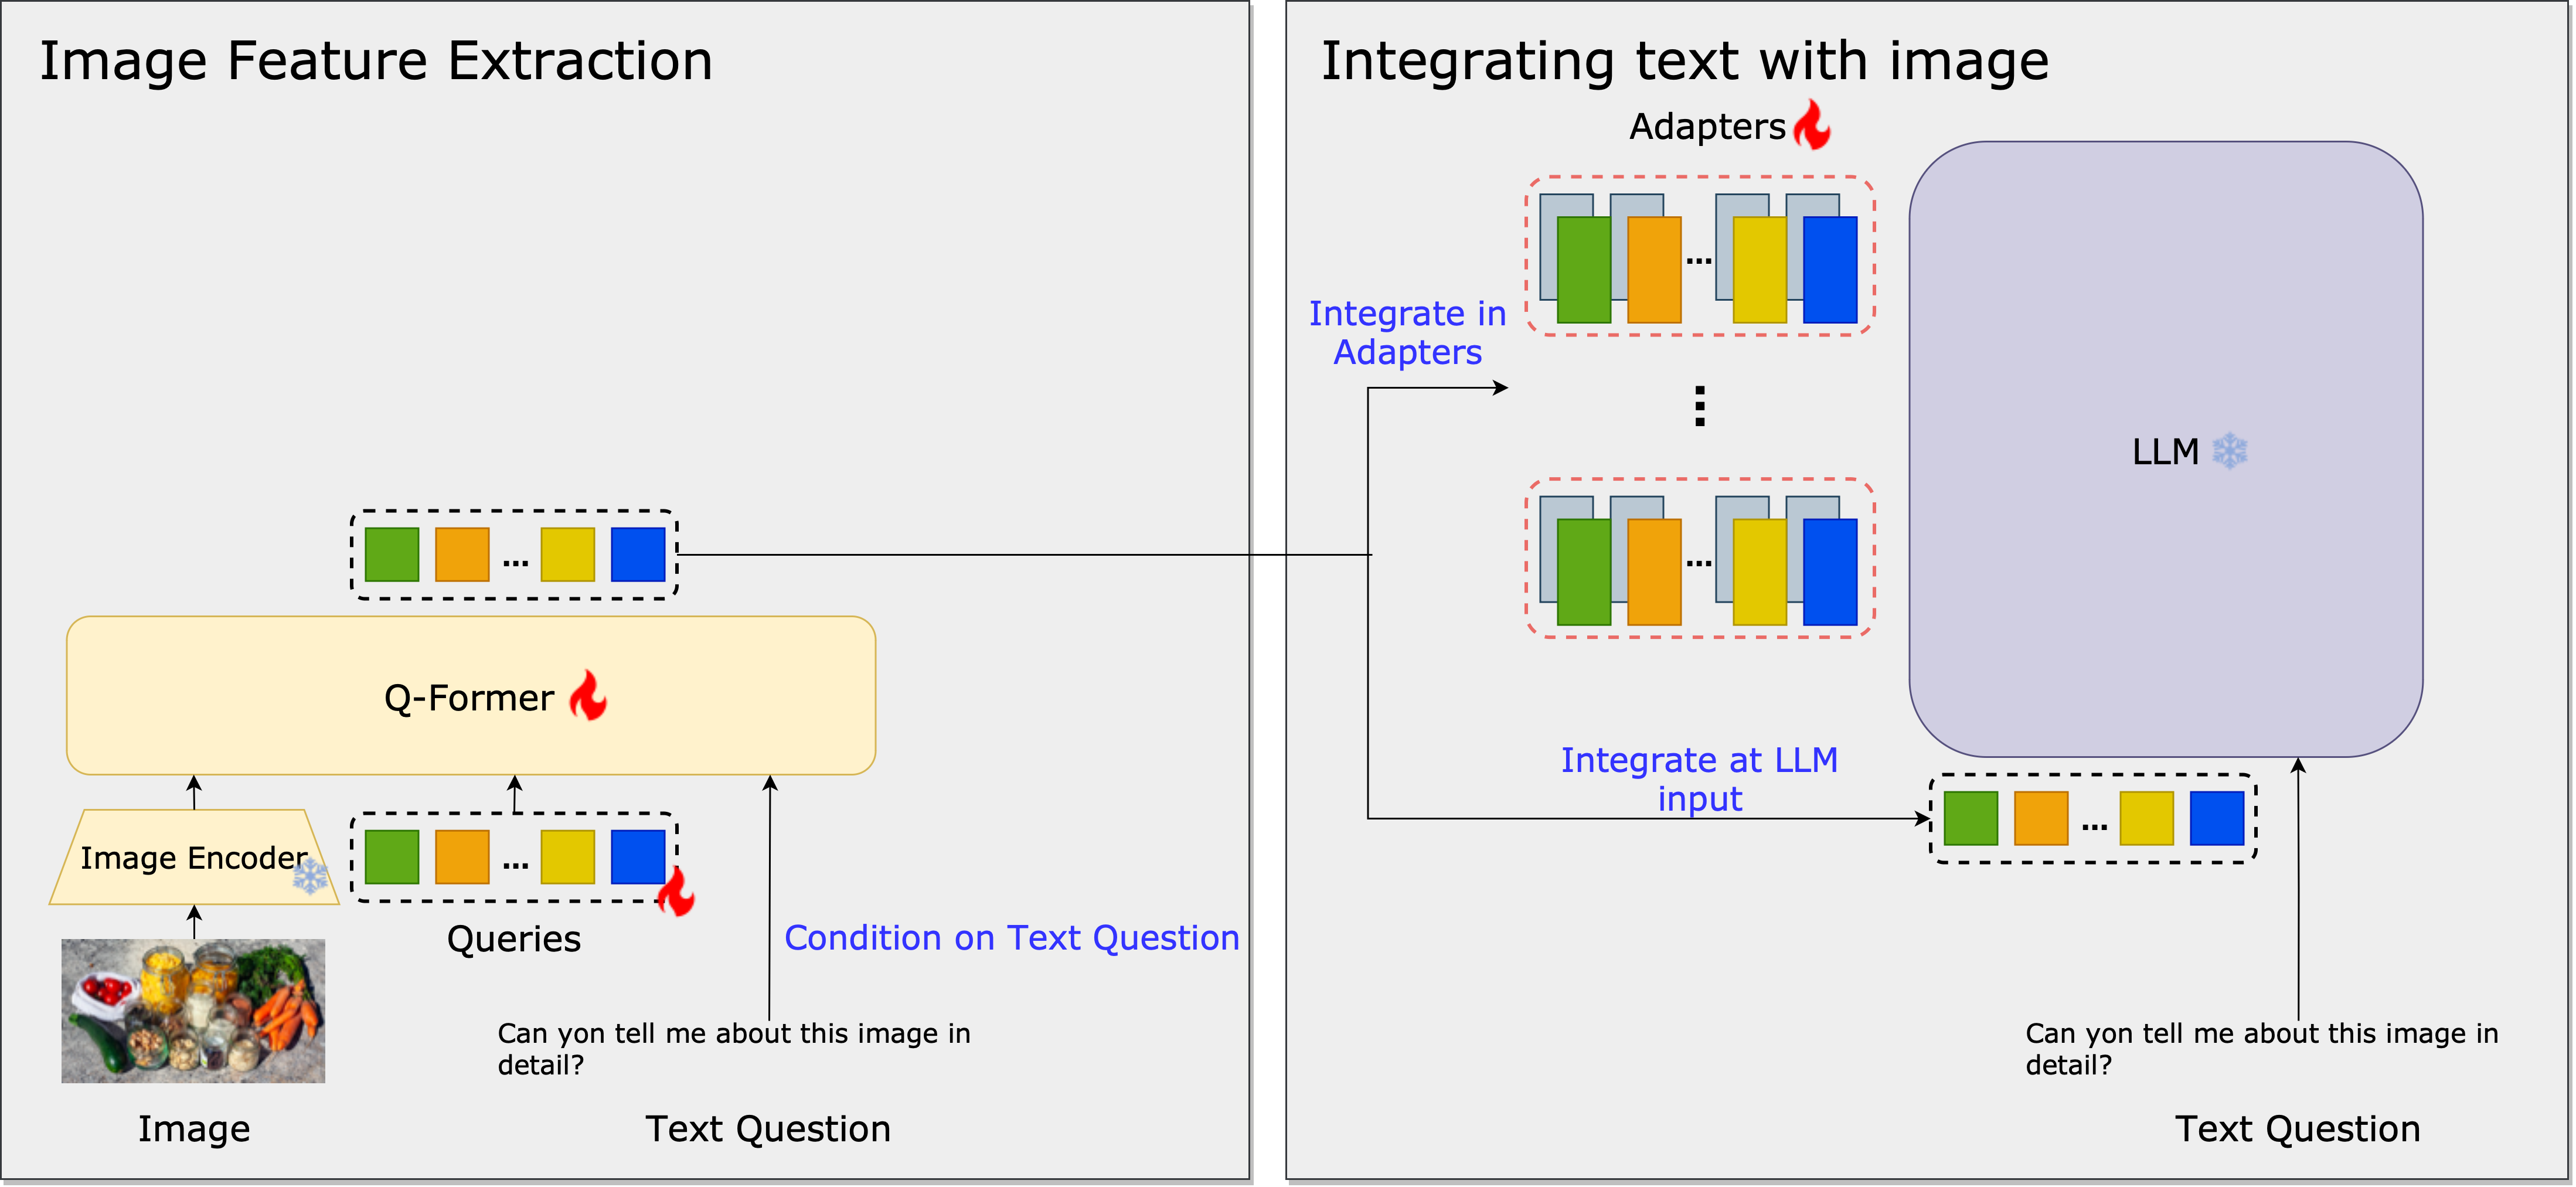 Image Feature Extraction
Q-Former
Image Encoder
Queries
Condition on Text Question
Can yon tell me about this image in
detail?
Image
Text Question
Integrating text with image
Adapters
...
Integrate in
Adapters
...
...
LLM
Integrate at LLM
input
...
Can yon tell me about this image in
detail?
Text Question